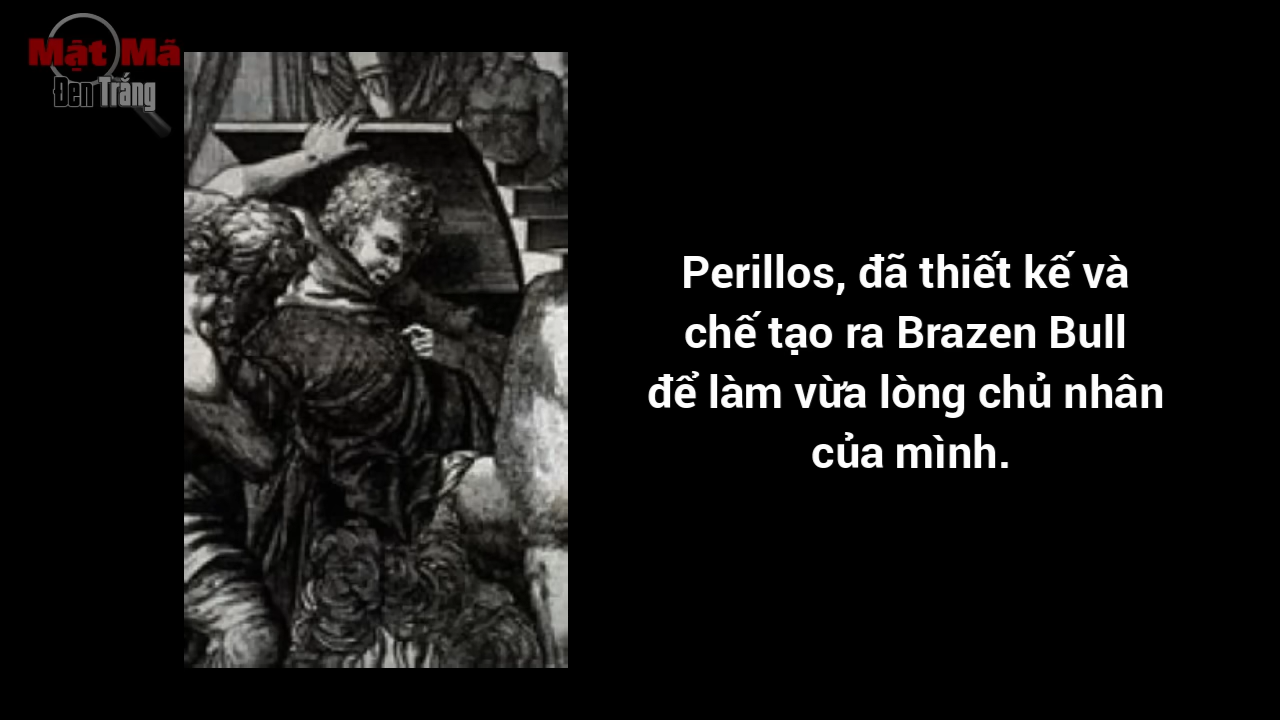 Mật Mã
Đen Trắng
Perillos, đã thiết kế và
chế tạo ra Brazen Bull
để làm vừa lòng chủ nhân
của mình.